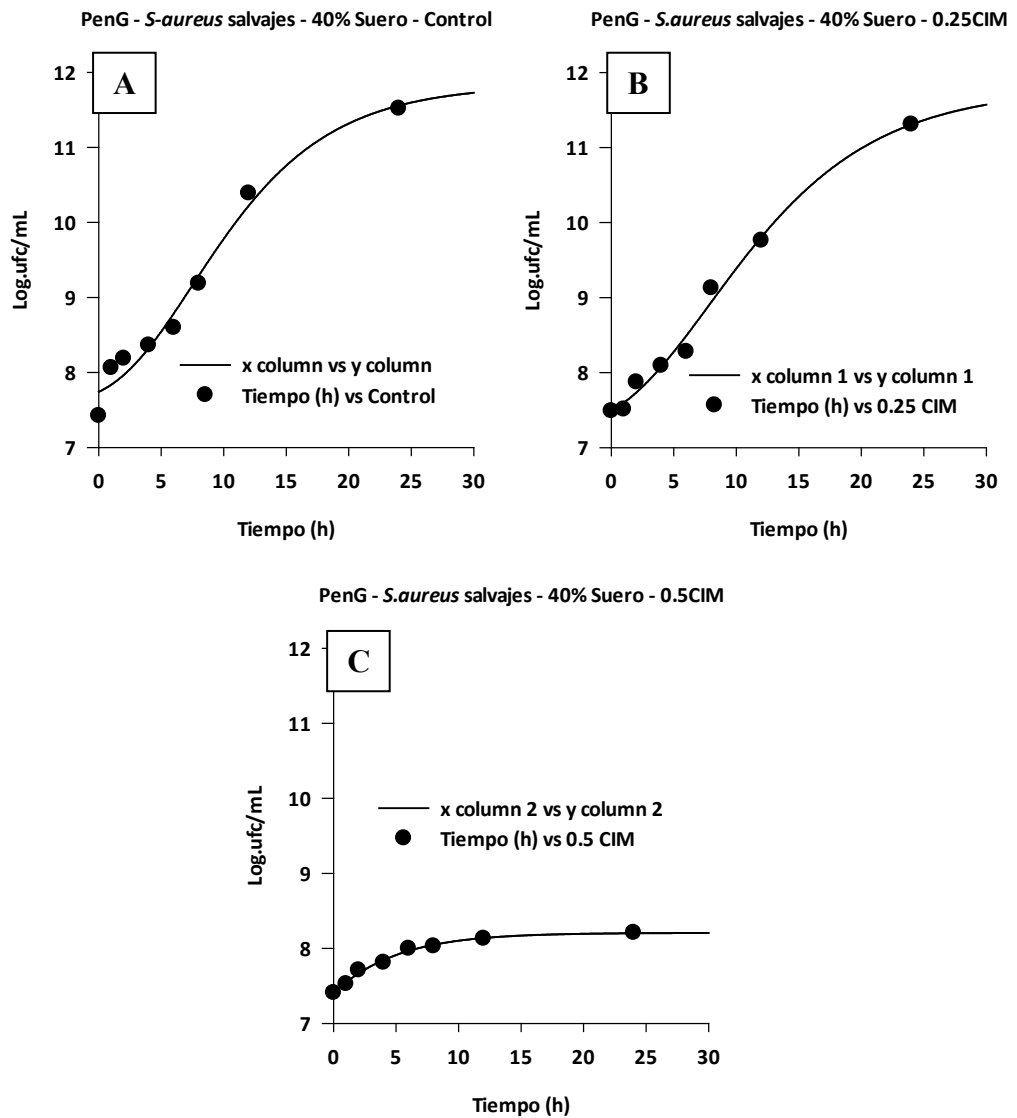 PenG - S-aureus salvajes - 40% Suero - Control
A
12
11
10
9
8
7
Log.ufc/mL
x column vs y column
Tiempo (h) vs Control
0 5 10 15 20 25 30
Tiempo (h)
PenG - S.aureus salvajes - 40% Suero - 0.25CIM
B
12
11
10
9
8
7
Log.ufc/mL
x column 1 vs y column 1
Tiempo (h) vs 0.25 CIM
0 5 10 15 20 25 30
Tiempo (h)
PenG - S.aureus salvajes - 40% Suero - 0.5CIM
C
12
11
10
9
8
7
Log.ufc/mL
x column 2 vs y column 2
Tiempo (h) vs 0.5 CIM
0 5 10 15 20 25 30
Tiempo (h)